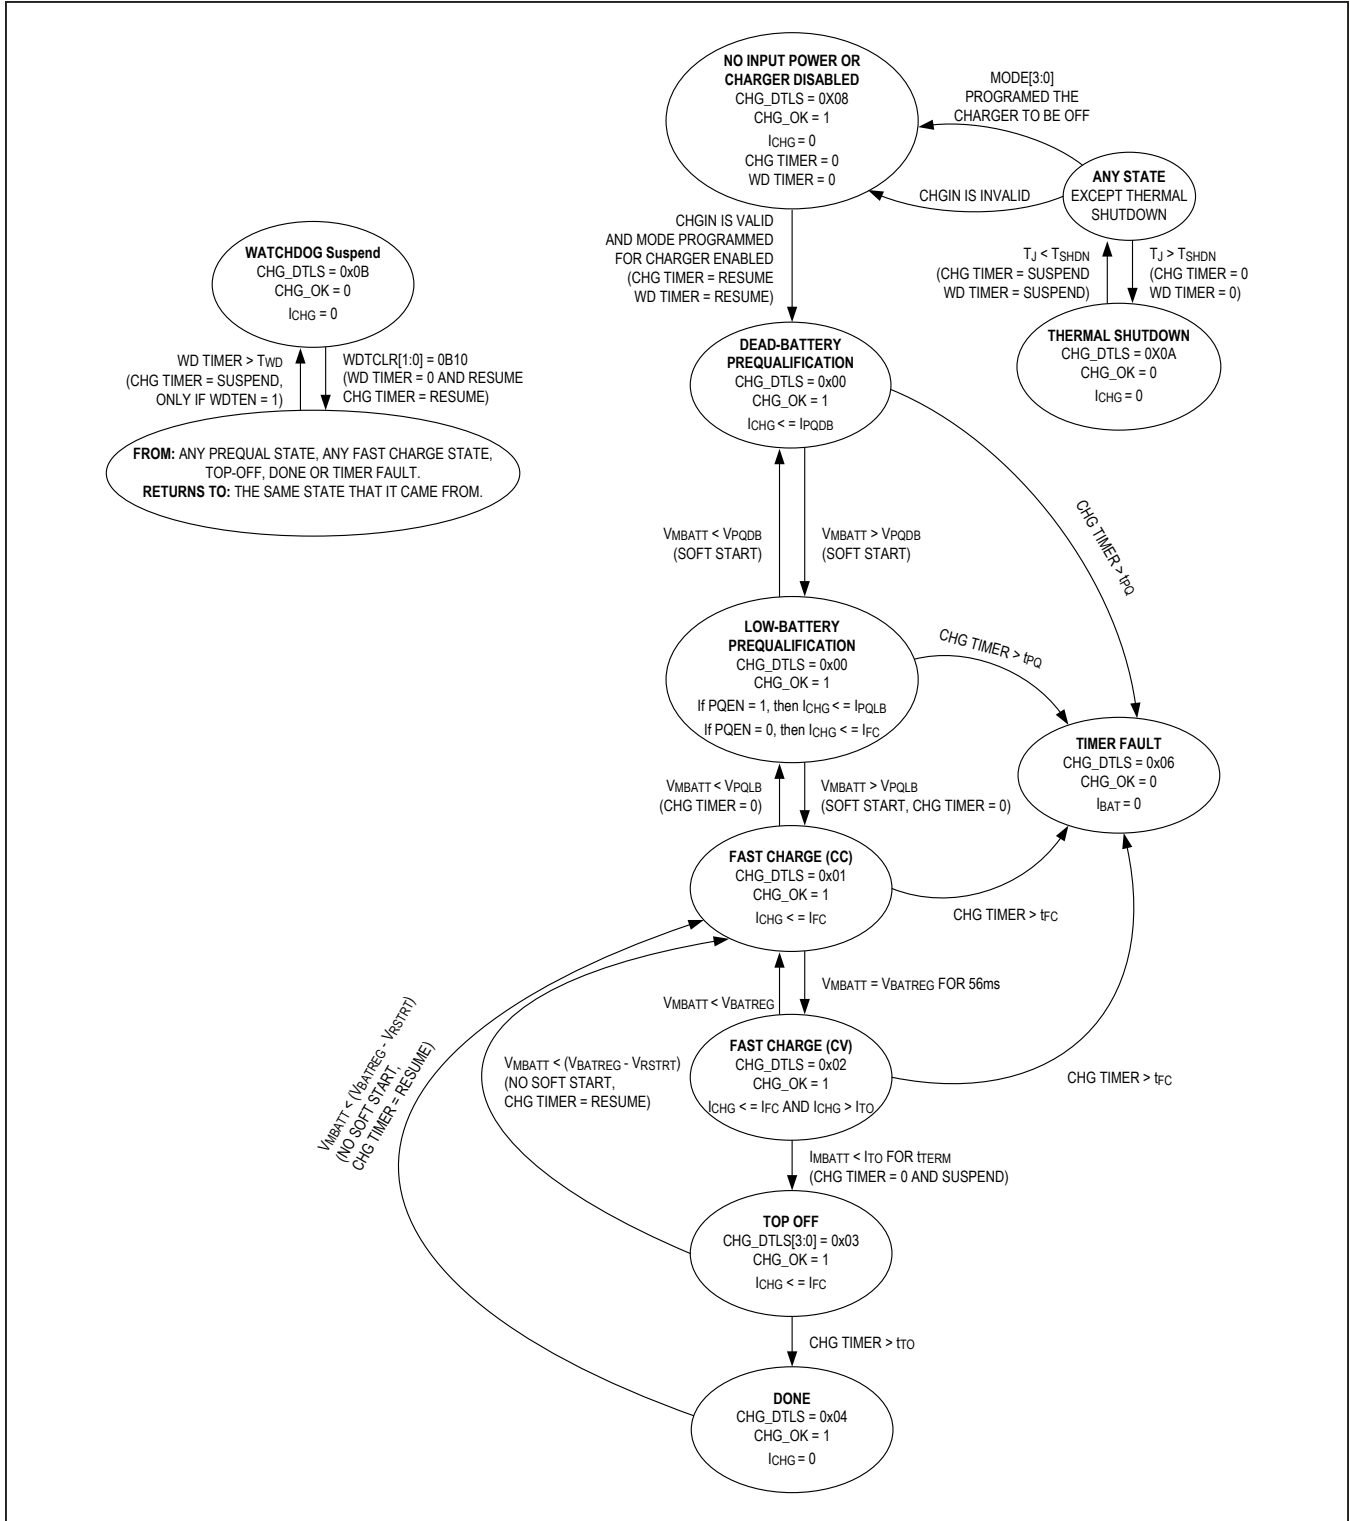 NO INPUT POWER OR
CHARGER DISABLED
CHG_DTLS = 0X08
CHG_OK = 1
ICHG = 0
CHG TIMER = 0
WD TIMER = 0
MODE[3:0]
PROGRAMED THE
CHARGER TO BE OFF
ANY STATE
EXCEPT THERMAL
SHUTDOWN
CHGIN IS INVALID
CHGIN IS VALID
AND MODE PROGRAMMED
FOR CHARGER ENABLED
(CHG TIMER = RESUME
WD TIMER = RESUME)
TJ < TSHDN
(CHG TIMER = SUSPEND
WD TIMER = SUSPEND)
TJ > TSHDN
(CHG TIMER = 0
WD TIMER = 0)
THERMAL SHUTDOWN
CHG_DTLS = 0X0A
CHG_OK = 0
ICHG = 0
WATCHDOG Suspend
CHG_DTLS = 0x0B
CHG_OK = 0
ICHG = 0
WD TIMER > TWD
(CHG TIMER = SUSPEND,
ONLY IF WDTEN = 1)
WDTCLR[1:0] = 0B10
(WD TIMER = 0 AND RESUME
CHG TIMER = RESUME)
FROM: ANY PREQUAL STATE, ANY FAST CHARGE STATE,
TOP-OFF, DONE OR TIMER FAULT.
RETURNS TO: THE SAME STATE THAT IT CAME FROM.
DEAD-BATTERY
PREQUALIFICATION
CHG_DTLS = 0x00
CHG_OK = 1
ICHG < = IPQDB
VMBATT < VPQDB
(SOFT START)
VMBATT > VPQDB
(SOFT START)
CHG TIMER > tPQ
LOW-BATTERY
PREQUALIFICATION
CHG_DTLS = 0x00
CHG_OK = 1
If PQEN = 1, then ICHG < = IPQLB
If PQEN = 0, then ICHG < = IFC
CHG TIMER > tPQ
TIMER FAULT
CHG_DTLS = 0x06
CHG_OK = 0
IBAT = 0
VMBATT < VPQLB
(CHG TIMER = 0)
VMBATT > VPQLB
(SOFT START, CHG TIMER = 0)
FAST CHARGE (CC)
CHG_DTLS = 0x01
CHG_OK = 1
ICHG < = IFC
CHG TIMER > tFC
VMBATT < VBATREG
VMBATT = VBATREG FOR 56ms
FAST CHARGE (CV)
CHG_DTLS = 0x02
CHG_OK = 1
ICHG < = IFC AND ICHG > ITO
CHG TIMER > tFC
VMBATT < (VBATREG - VRSTRT)
(NO SOFT START,
CHG TIMER = RESUME)
VMBATT < (VBATREG - VRSTRT)
(NO SOFT START,
CHG TIMER = RESUME)
IMBATT < ITO FOR tTERM
(CHG TIMER = 0 AND SUSPEND)
TOP OFF
CHG_DTLS[3:0] = 0x03
CHG_OK = 1
ICHG < = IFC
CHG TIMER > tTO
DONE
CHG_DTLS = 0x04
CHG_OK = 1
ICHG = 0